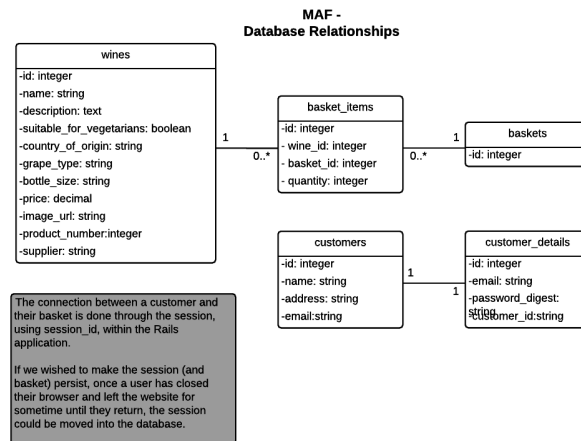 MAF -
Database Relationships
wines
-id: integer
-name: string
-description: text
-suitable_for_vegetarians: boolean
-country_of_origin: string
-grape_type: string
-bottle_size: string
-price: decimal
-image_url: string
-product_number:integer
-supplier: string
1
0..*
basket_items
-id: integer
- wine_id: integer
- basket_id: integer
- quantity: integer
1
0..*
baskets
-id: integer
customers
-id: integer
-name: string
-address: string
-email:string
1
1
customer_details
-id: integer
-email: string
-password_digest:
string
-customer_id:string
The connection between a customer and
their basket is done through the session,
using session_id, within the Rails
application.
If we wished to make the session (and
basket) persist, once a user has closed
their browser and left the website for
sometime until they return, the session
could be moved into the database.